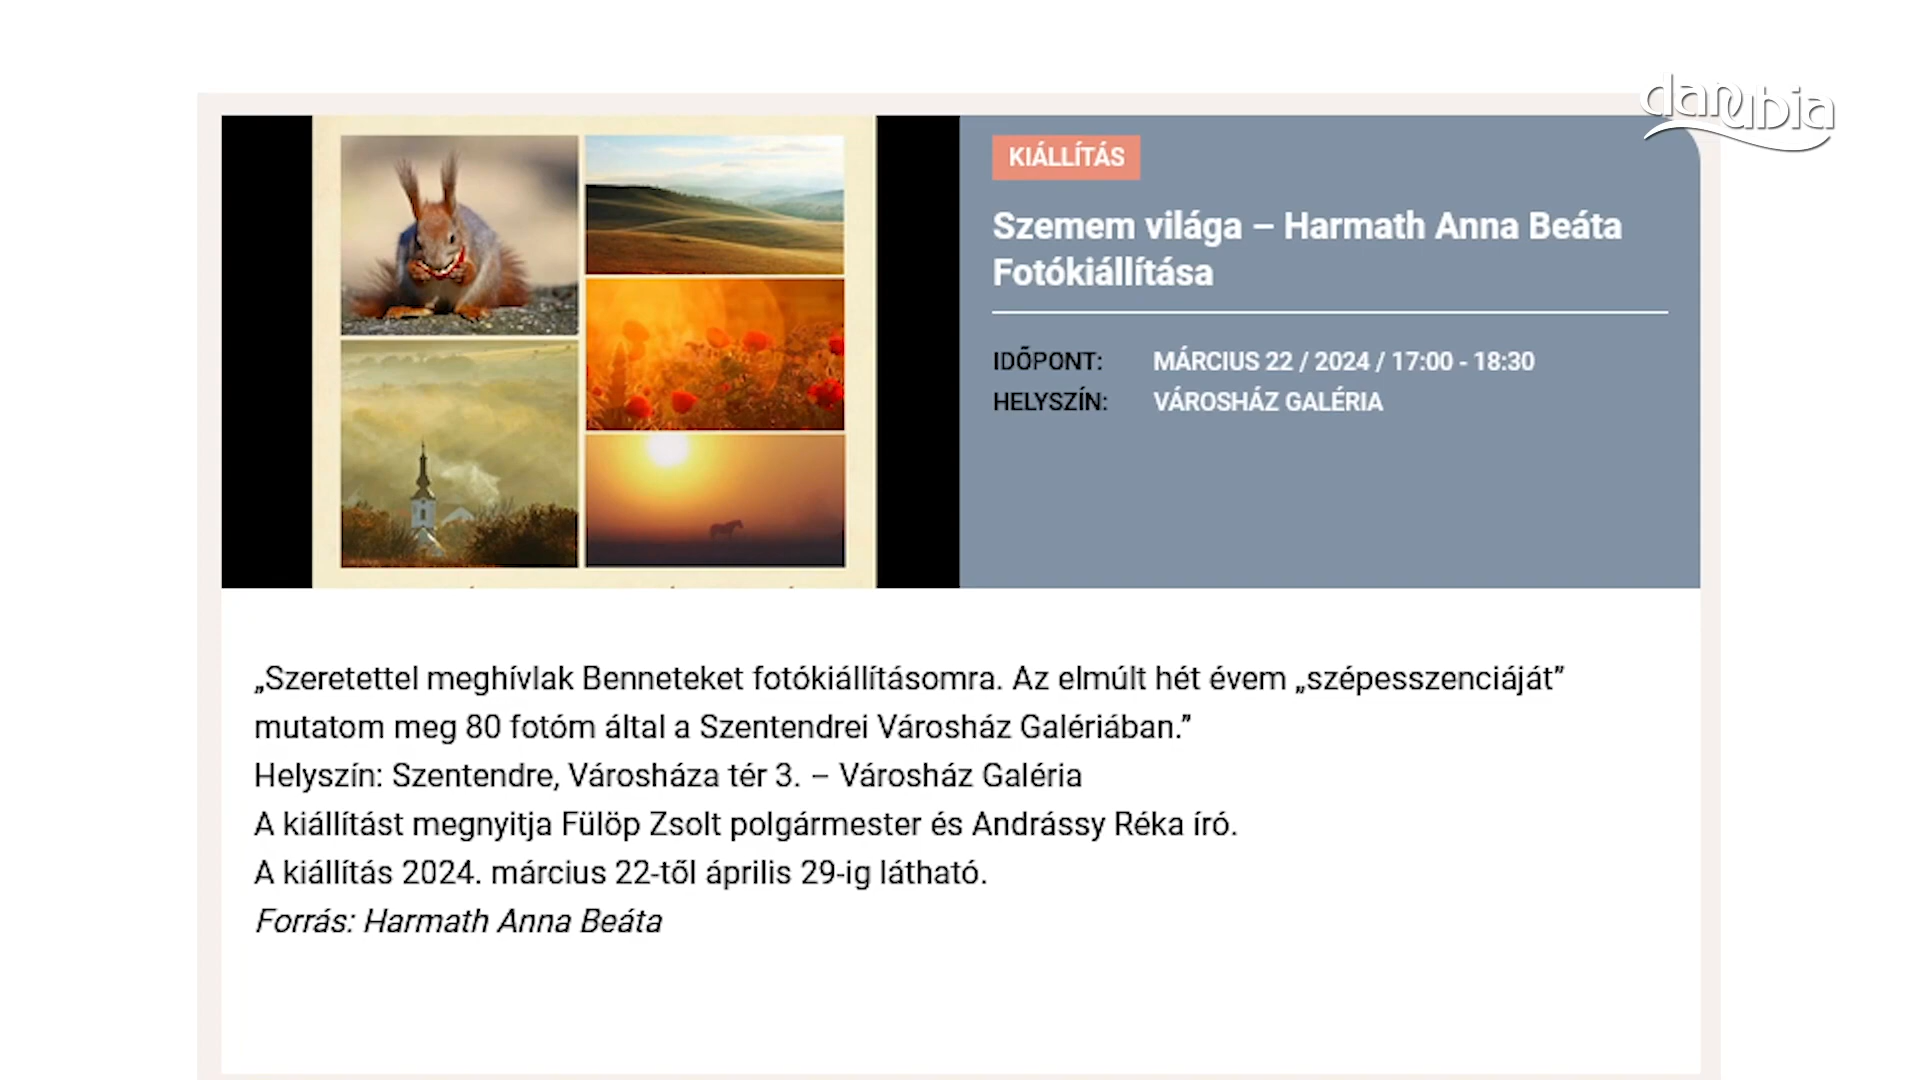 danubia
KIÁLLÍTÁS
Szemem világa – Harmath Anna Beáta
Fotókiállítása
IDŐPONT: MÁRCIUS 22 / 2024 / 17:00 - 18:30
HELYSZÍN: VÁROSHÁZ GALÉRIA
„Szeretettel meghívlak Benneteket fotókiállításomra. Az elmúlt hét évem „szépesszenciáját”
mutatom meg 80 fotóm által a Szentendrei Városház Galériában.”
Helyszín: Szentendre, Városháza tér 3. – Városház Galéria
A kiállítást megnyitja Fülöp Zsolt polgármester és Andrássy Réka író.
A kiállítás 2024. március 22-től április 29-ig látható.
Forrás: Harmath Anna Beáta